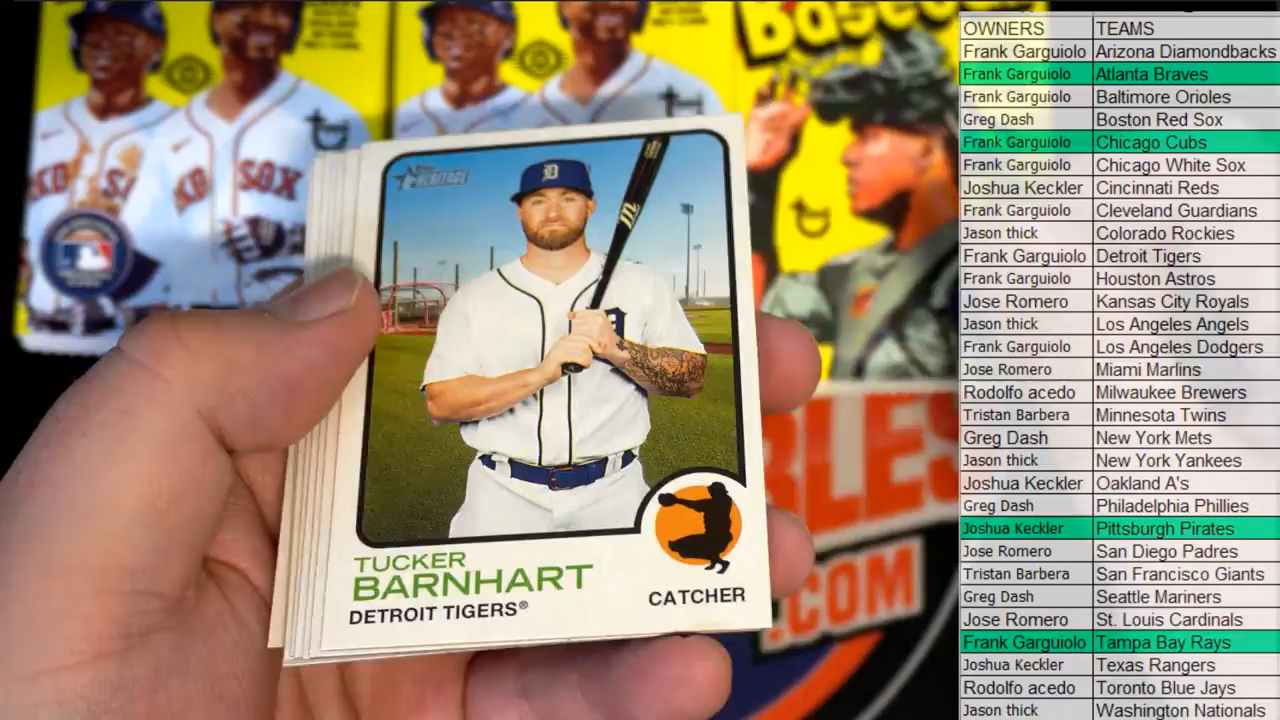 Baseball
SOX
Topps HERITAGE
D
TUCKER
BARNHART
DETROIT TIGERS®
CATCHER
BLES
.COM
OWNERS TEAMS
Frank Garguiolo Arizona Diamondbacks
Frank Garguiolo Atlanta Braves
Frank Garguiolo Baltimore Orioles
Greg Dash Boston Red Sox
Frank Garguiolo Chicago Cubs
Frank Garguiolo Chicago White Sox
Joshua Keckler Cincinnati Reds
Frank Garguiolo Cleveland Guardians
Jason thick Colorado Rockies
Frank Garguiolo Detroit Tigers
Frank Garguiolo Houston Astros
Jose Romero Kansas City Royals
Jason thick Los Angeles Angels
Frank Garguiolo Los Angeles Dodgers
Jose Romero Miami Marlins
Rodolfo acedo Milwaukee Brewers
Tristan Barbera Minnesota Twins
Greg Dash New York Mets
Jason thick New York Yankees
Joshua Keckler Oakland A's
Greg Dash Philadelphia Phillies
Joshua Keckler Pittsburgh Pirates
Jose Romero San Diego Padres
Tristan Barbera San Francisco Giants
Greg Dash Seattle Mariners
Jose Romero St. Louis Cardinals
Frank Garguiolo Tampa Bay Rays
Joshua Keckler Texas Rangers
Rodolfo acedo Toronto Blue Jays
Jason thick Washington Nationals